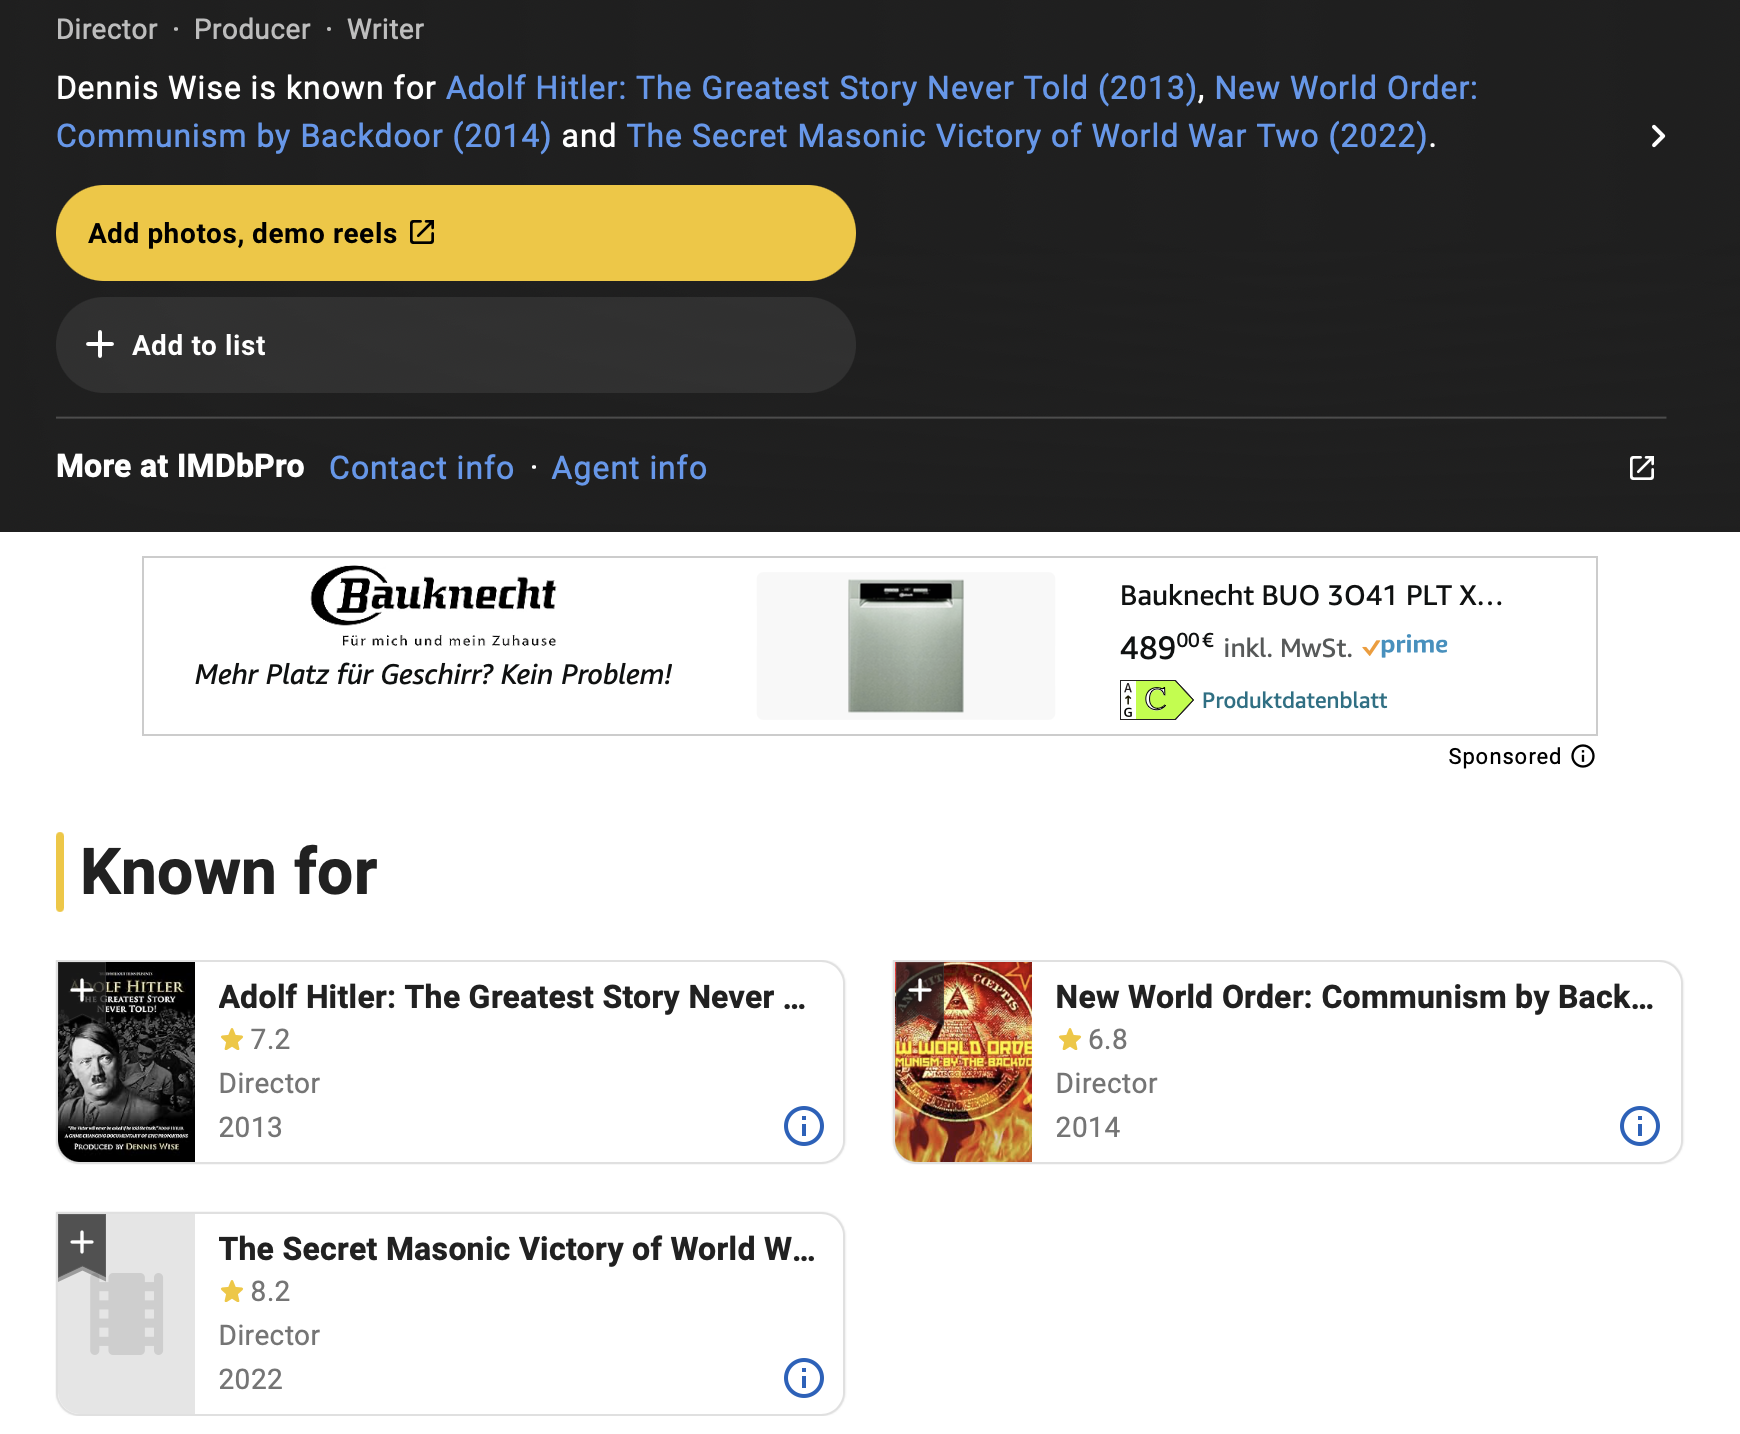 Director · Producer · Writer
Dennis Wise is known for Adolf Hitler: The Greatest Story Never Told (2013), New World Order:
Communism by Backdoor (2014) and The Secret Masonic Victory of World War Two (2022).
Add photos, demo reels
Add to list
More at IMDbPro Contact info · Agent info
Bauknecht
Für mich und mein Zuhause
Mehr Platz für Geschirr? Kein Problem!
Bauknecht BUO 3O41 PLT X...
48900€ inkl. MwSt. prime
A G C Produktdatenblatt
Sponsored
Known for
ADOLF HITLER
THE GREATEST STORY
NEVER TOLD!
PRODUCED BY DENNIS WISE
Adolf Hitler: The Greatest Story Never ...
7.2
Director
2013
CŒPTIS
W-WORLD ORDE
MUNISM BY THE BACKDO
New World Order: Communism by Back...
6.8
Director
2014
The Secret Masonic Victory of World W...
8.2
Director
2022